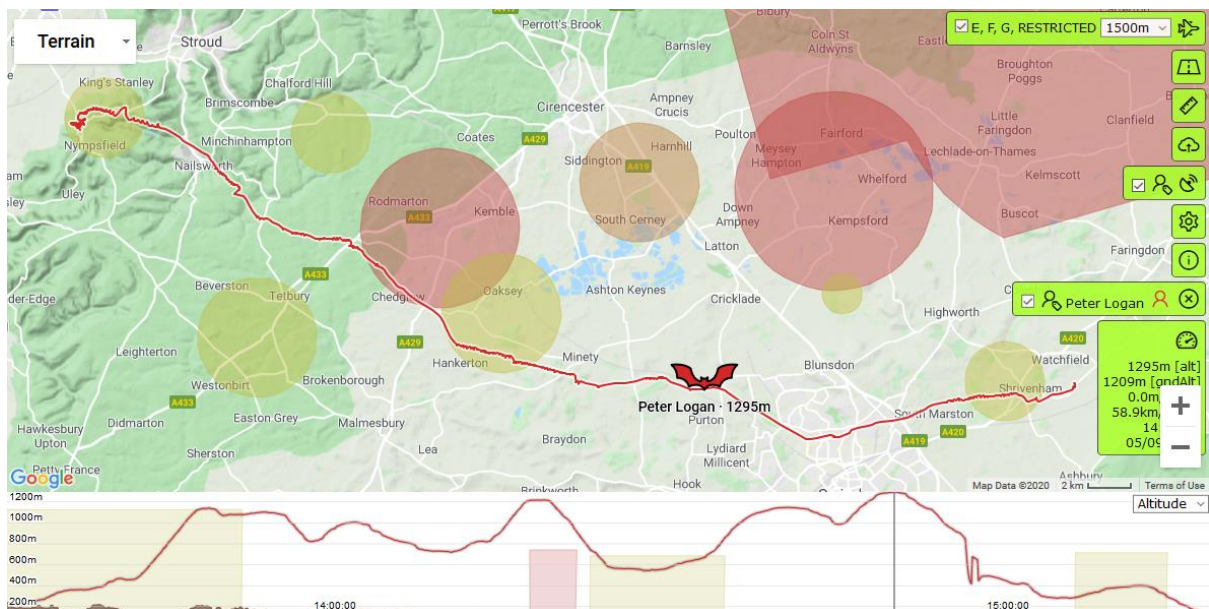 Terrain
Stroud
Perrott's Brook
Bibury
Coln St
Aldwyns
E, F, G, RESTRICTED 1500m
Barnsley
Broughton
Poggs
King's Stanley
Chalford Hill
Brimscombe
Cirencester
Ampney
Crucis
Little
Faringdon
Clanfield
Nympsfield
Minchinhampton
Coates
A429
Poulton
Fairford
A417
Nailsworth
Siddington
A419
Harnhill
Meysey
Hampton
Lechlade-on-Thames
Whelford
Kelmscott
Uley
Rodmarton
A433
Kemble
South Cerney
Down
Ampney
Kempsford
Buscot
Latton
Faringdon
A433
Beverston
Tetbury
Chedglow
Oaksey
Ashton Keynes
Cricklade
Peter Logan
Highworth
A429
A420
Leighterton
Hankerton
Minety
Blunsdon
Watchfield
1295m [alt]
1209m [gndAlt]
Westonbirt
Brokenborough
Shrivenham
0.0m/
58.9km/
A433
Peter Logan - 1295m
Didmarton
Easton Grey
Malmesbury
Purton
South Marston
14
Hawkesbury
Upton
Braydon
A419
A420
05/09
Sherston
Lea
Lydiard
Millicent
Petty France
Google
Brinkworth
Hook
Ashbury
Map Data ©2020 2 km Terms of Use
1200m
Altitude
1000m
800m
600m
400m
200m
14:00:00
15:00:00